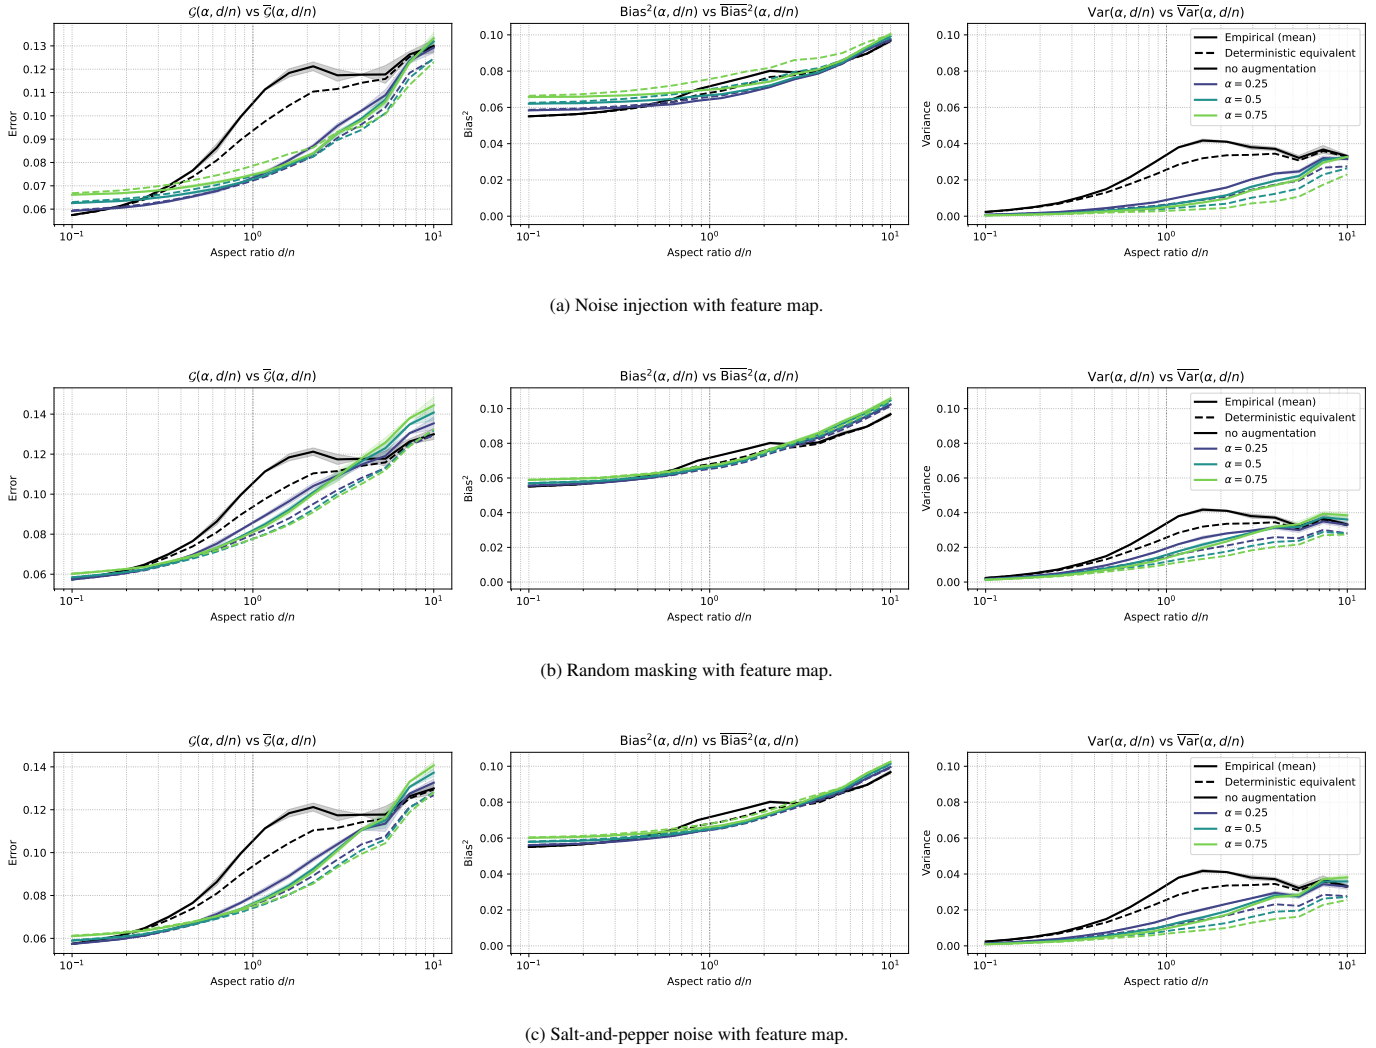 𝒢(α, d/n) vs 𝒢̅(α, d/n)
Bias²(α, d/n) vs B̅i̅a̅s̅²(α, d/n)
Var(α, d/n) vs V̅a̅r̅(α, d/n)
0.13
0.12
0.11
0.10
0.09
0.08
0.07
0.06
Error
10⁻¹
10⁰
10¹
Aspect ratio d/n
0.10
0.08
0.06
0.04
0.02
0.00
Bias²
10⁻¹
10⁰
10¹
Aspect ratio d/n
0.10
0.08
0.06
0.04
0.02
0.00
Variance
10⁻¹
10⁰
10¹
Aspect ratio d/n
Empirical (mean)
Deterministic equivalent
no augmentation
α = 0.25
α = 0.5
α = 0.75
(a) Noise injection with feature map.
𝒢(α, d/n) vs 𝒢̅(α, d/n)
Bias²(α, d/n) vs B̅i̅a̅s̅²(α, d/n)
Var(α, d/n) vs V̅a̅r̅(α, d/n)
0.14
0.12
0.10
0.08
0.06
Error
10⁻¹
10⁰
10¹
Aspect ratio d/n
0.10
0.08
0.06
0.04
0.02
0.00
Bias²
10⁻¹
10⁰
10¹
Aspect ratio d/n
0.10
0.08
0.06
0.04
0.02
0.00
Variance
10⁻¹
10⁰
10¹
Aspect ratio d/n
Empirical (mean)
Deterministic equivalent
no augmentation
α = 0.25
α = 0.5
α = 0.75
(b) Random masking with feature map.
𝒢(α, d/n) vs 𝒢̅(α, d/n)
Bias²(α, d/n) vs B̅i̅a̅s̅²(α, d/n)
Var(α, d/n) vs V̅a̅r̅(α, d/n)
0.14
0.12
0.10
0.08
0.06
Error
10⁻¹
10⁰
10¹
Aspect ratio d/n
0.10
0.08
0.06
0.04
0.02
0.00
Bias²
10⁻¹
10⁰
10¹
Aspect ratio d/n
0.10
0.08
0.06
0.04
0.02
0.00
Variance
10⁻¹
10⁰
10¹
Aspect ratio d/n
Empirical (mean)
Deterministic equivalent
no augmentation
α = 0.25
α = 0.5
α = 0.75
(c) Salt-and-pepper noise with feature map.